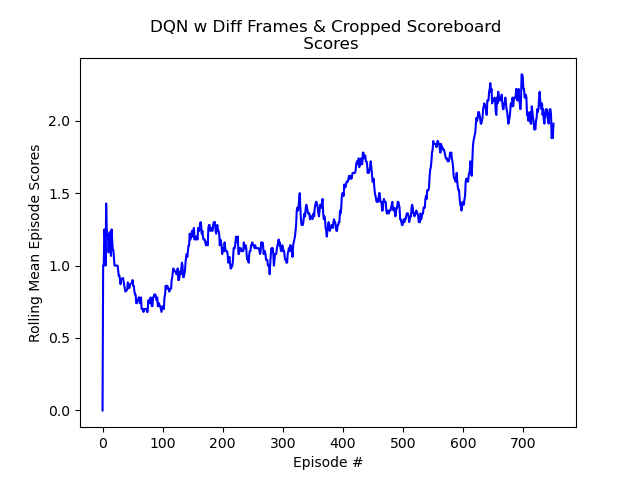 DQN w Diff Frames & Cropped Scoreboard
Scores
Rolling Mean Episode Scores
2.0
1.5
1.0
0.5
0.0
0 100 200 300 400 500 600 700
Episode #